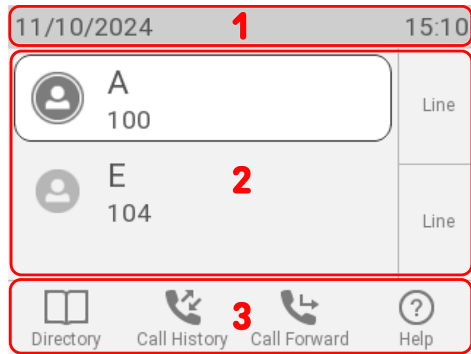 11/10/2024 1 15:10
A
100
Line
E
104
2
Line
3
Directory Call History Call Forward Help